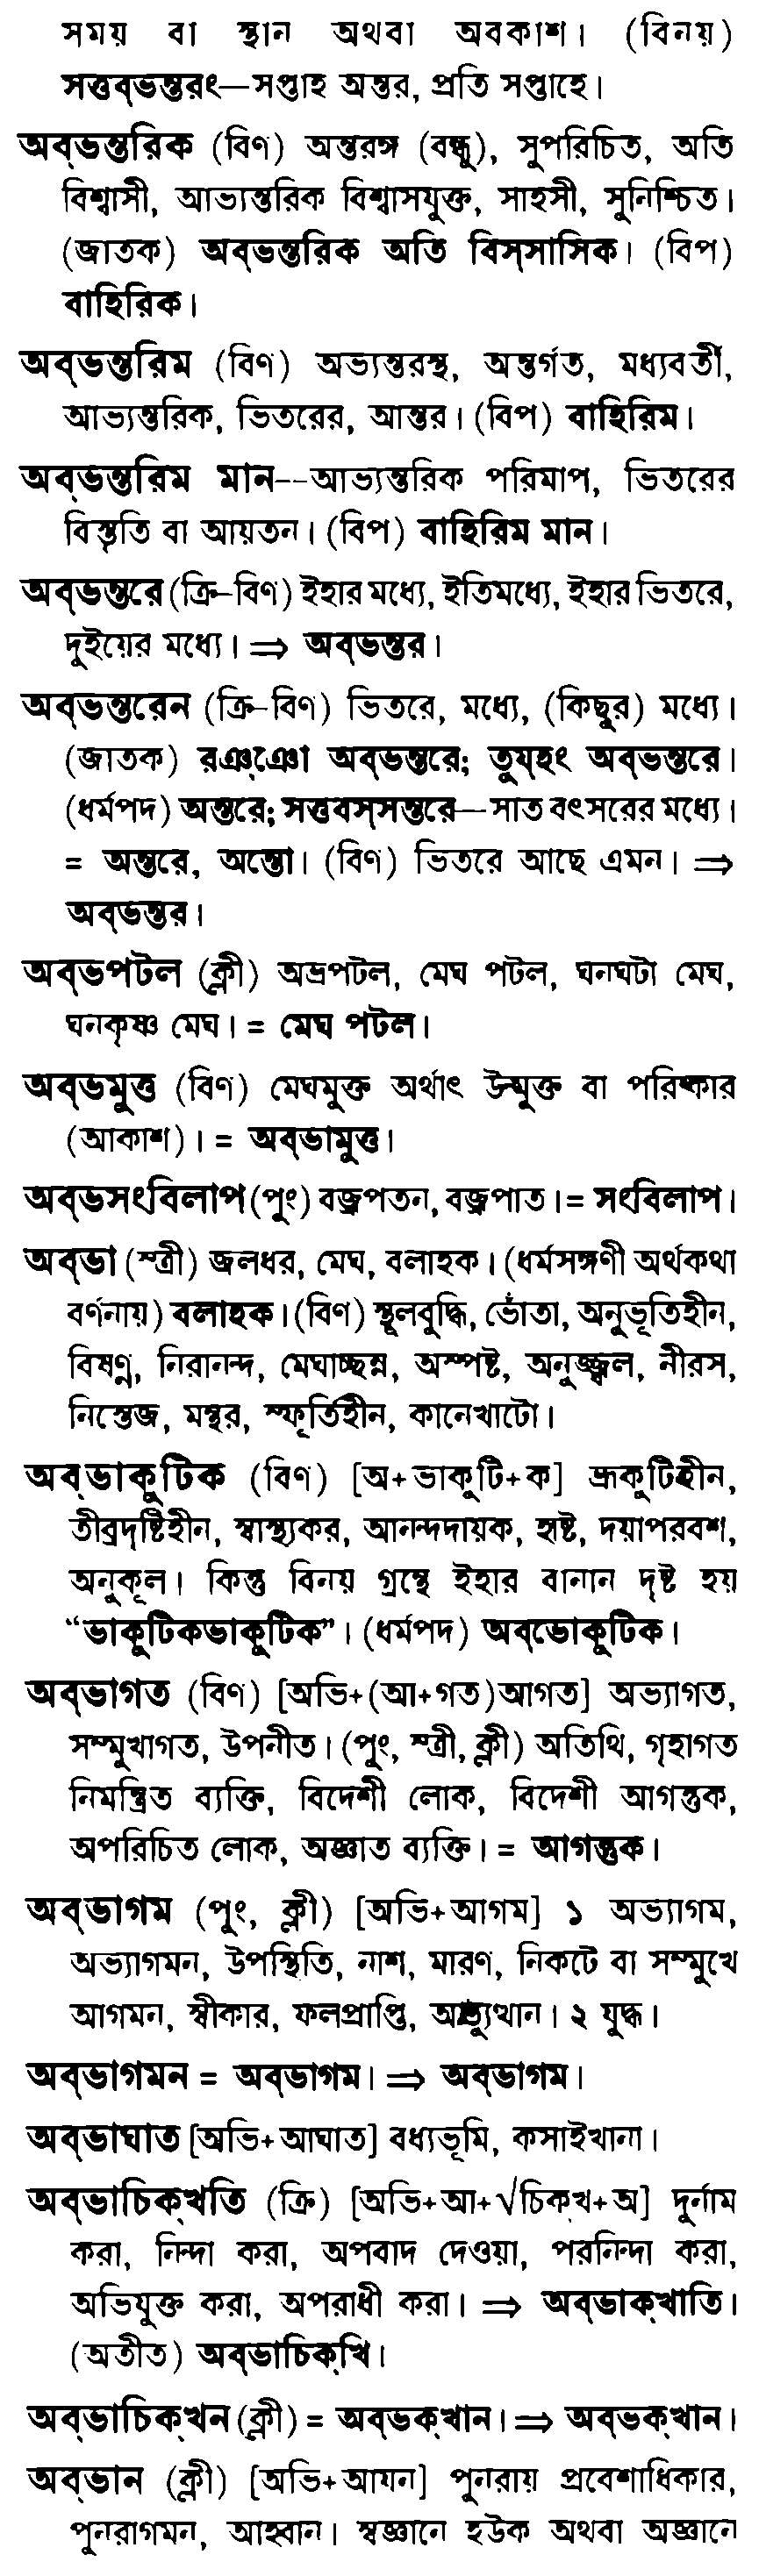 সময় বা স্থান অথবা অবকাশ। (বিনয়)
সত্তব্‌ভন্তরং—সপ্তাহ অন্তর, প্রতি সপ্তাহে।
অব্‌ভন্তরিক (বিণ) অন্তরঙ্গ (বন্ধু), সুপরিচিত, অতি
বিশ্বাসী, আভ্যন্তরিক বিশ্বাসযুক্ত, সাহসী, সুনিশ্চিত।
(জাতক) অব্‌ভন্তরিক অতি বিস্‌সাসিক। (বিপ)
বাহিরিক।
অব্‌ভন্তরিম (বিণ) অভ্যন্তরস্থ, অন্তর্গত, মধ্যবর্তী,
আভ্যন্তরিক, ভিতরের, আন্তর। (বিপ) বাহিরিম।
অব্‌ভন্তরিম মান--আভ্যন্তরিক পরিমাপ, ভিতরের
বিস্তৃতি বা আয়তন। (বিপ) বাহিরিম মান।
অব্‌ভন্তরে (ক্রি-বিণ) ইহার মধ্যে, ইতিমধ্যে, ইহার ভিতরে,
দুইয়ের মধ্যে। ⇒ অব্‌ভন্তর।
অব্‌ভন্তরেন (ক্রি-বিণ) ভিতরে, মধ্যে, (কিছুর) মধ্যে।
(জাতক) রঞ্‌ঞো অব্‌ভন্তরে; তুয্‌হং অব্‌ভন্তরে।
(ধর্মপদ) অন্তরে; সত্তবস্‌সন্তরে—সাত বৎসরের মধ্যে।
= অন্তরে, অন্তো। (বিণ) ভিতরে আছে এমন। ⇒
অব্‌ভন্তর।
অব্‌ভপটল (ক্লী) অভ্রপটল, মেঘ পটল, ঘনঘটা মেঘ,
ঘনকৃষ্ণ মেঘ। = মেঘ পটল।
অব্‌ভমুত্ত (বিণ) মেঘমুক্ত অর্থাৎ উন্মুক্ত বা পরিষ্কার
(আকাশ)। = অব্‌ভামুত্ত।
অব্‌ভসংবিলাপ (পুং) বজ্রপতন, বজ্রপাত। = সংবিলাপ।
অব্‌ভা (স্ত্রী) জলধর, মেঘ, বলাহক। (ধর্মসঙ্গণী অর্থকথা
বর্ণনায়) বলাহক। (বিণ) স্থূলবুদ্ধি, ভোঁতা, অনুভূতিহীন,
বিষণ্ণ, নিরানন্দ, মেঘাচ্ছন্ন, অস্পষ্ট, অনুজ্জ্বল, নীরস,
নিস্তেজ, মন্থর, স্ফূর্তিহীন, কানেখাটো।
অব্‌ভাকুটিক (বিণ) [অ+ভাকুটি+ক] ভ্রূকুটিহীন,
তীব্রদৃষ্টিহীন, স্বাস্থ্যকর, আনন্দদায়ক, হৃষ্ট, দয়াপরবশ,
অনুকূল। কিন্তু বিনয় গ্রন্থে ইহার বানান দৃষ্ট হয়
“ভাকুটিকভাকুটিক”। (ধর্মপদ) অব্‌ভোকুটিক।
অব্‌ভাগত (বিণ) [অভি+(আ+গত)আগত] অভ্যাগত,
সম্মুখাগত, উপনীত। (পুং, স্ত্রী, ক্লী) অতিথি, গৃহাগত
নিমন্ত্রিত ব্যক্তি, বিদেশী লোক, বিদেশী আগন্তুক,
অপরিচিত লোক, অজ্ঞাত ব্যক্তি। = আগন্তুক।
অব্‌ভাগম (পুং, ক্লী) [অভি+আগম] ১ অভ্যাগম,
অভ্যাগমন, উপস্থিতি, নাশ, মারণ, নিকটে বা সম্মুখে
আগমন, স্বীকার, ফলপ্রাপ্তি, অভ্যুত্থান। ২ যুদ্ধ।
অব্‌ভাগমন = অব্‌ভাগম। ⇒ অব্‌ভাগম।
অব্‌ভাঘাত [অভি+আঘাত] বধ্যভূমি, কসাইখানা।
অব্‌ভাচিক্‌খতি (ক্রি) [অভি+আ+√চিক্‌খ+অ] দুর্নাম
করা, নিন্দা করা, অপবাদ দেওয়া, পরনিন্দা করা,
অভিযুক্ত করা, অপরাধী করা। ⇒ অব্‌ভাক্‌খাতি।
(অতীত) অব্‌ভাচিক্‌খি।
অব্‌ভাচিক্‌খন (ক্লী) = অব্‌ভক্‌খান। ⇒ অব্‌ভক্‌খান।
অব্‌ভান (ক্লী) [অভি+আযন] পুনরায় প্রবেশাধিকার,
পুনরাগমন, আহ্বান। স্বজ্ঞানে হউক অথবা অজ্ঞানে